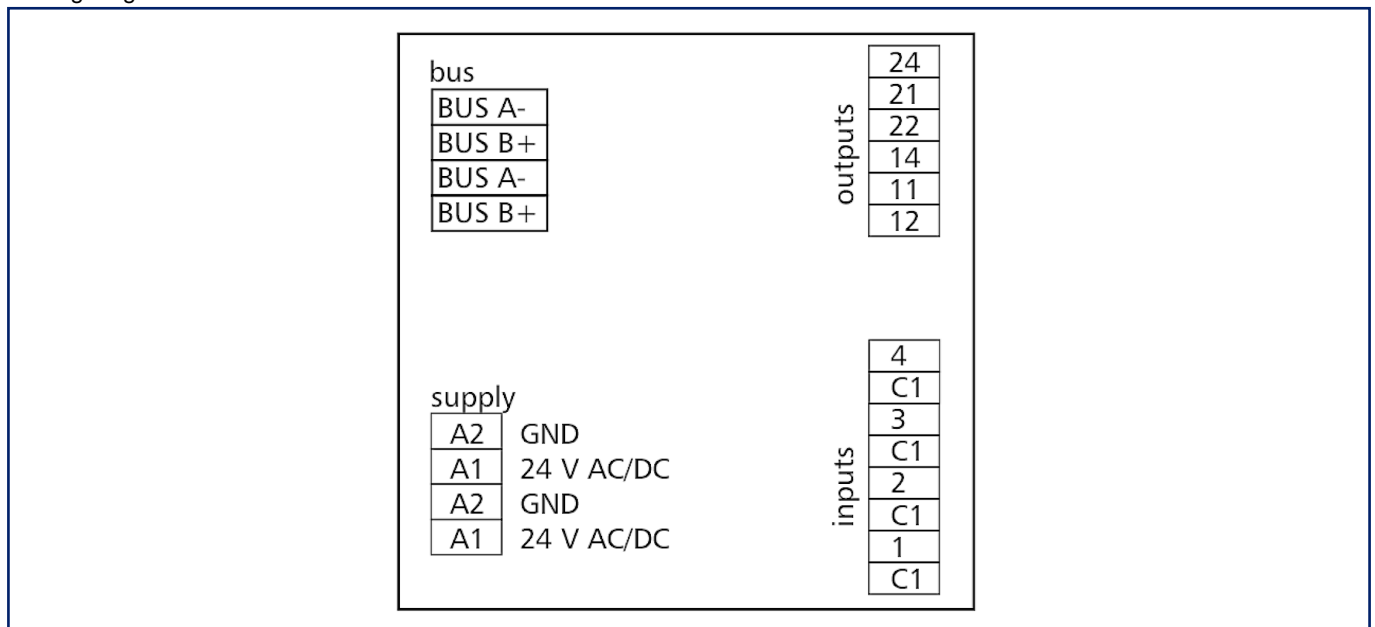 bus
BUS A-
BUS B+
BUS A-
BUS B+
supply
A2 GND
A1 24 V AC/DC
A2 GND
A1 24 V AC/DC
outputs
24
21
22
14
11
12
inputs
4
C1
3
C1
2
C1
1
C1